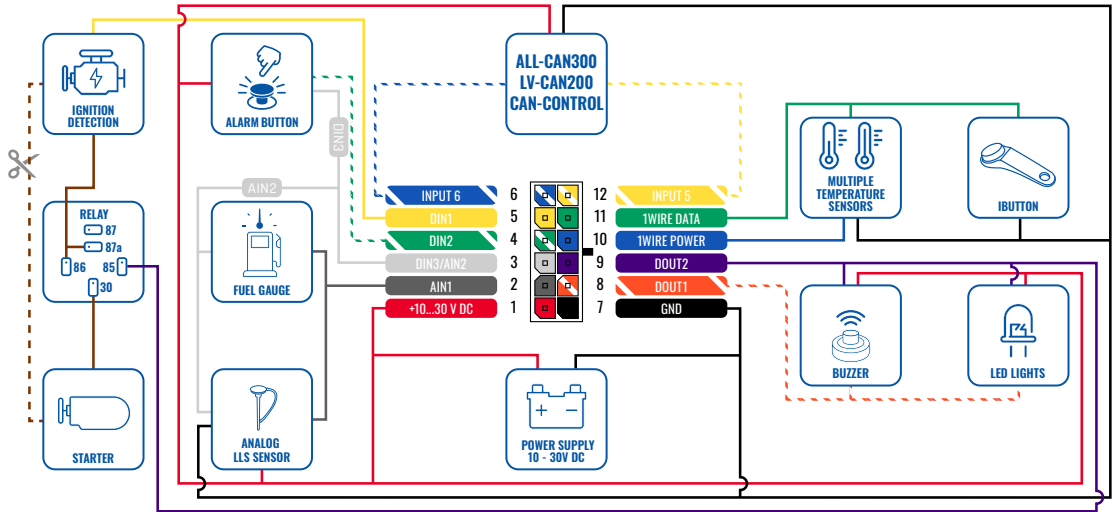 ALL-CAN300
LV-CAN200
CAN-CONTROL
IGNITION
DETECTION
ALARM BUTTON
DIN3
AIN2
MULTIPLE
TEMPERATURE
SENSORS
IBUTTON
INPUT 6 6 12 INPUT 5
DIN1 5 11 1WIRE DATA
DIN2 4 10 1WIRE POWER
DIN3/AIN2 3 9 DOUT2
AIN1 2 8 DOUT1
+10...30 V DC 1 7 GND
RELAY
87
87a
86 85
30
FUEL GAUGE
BUZZER
LED LIGHTS
STARTER
ANALOG
LLS SENSOR
POWER SUPPLY
10 - 30V DC